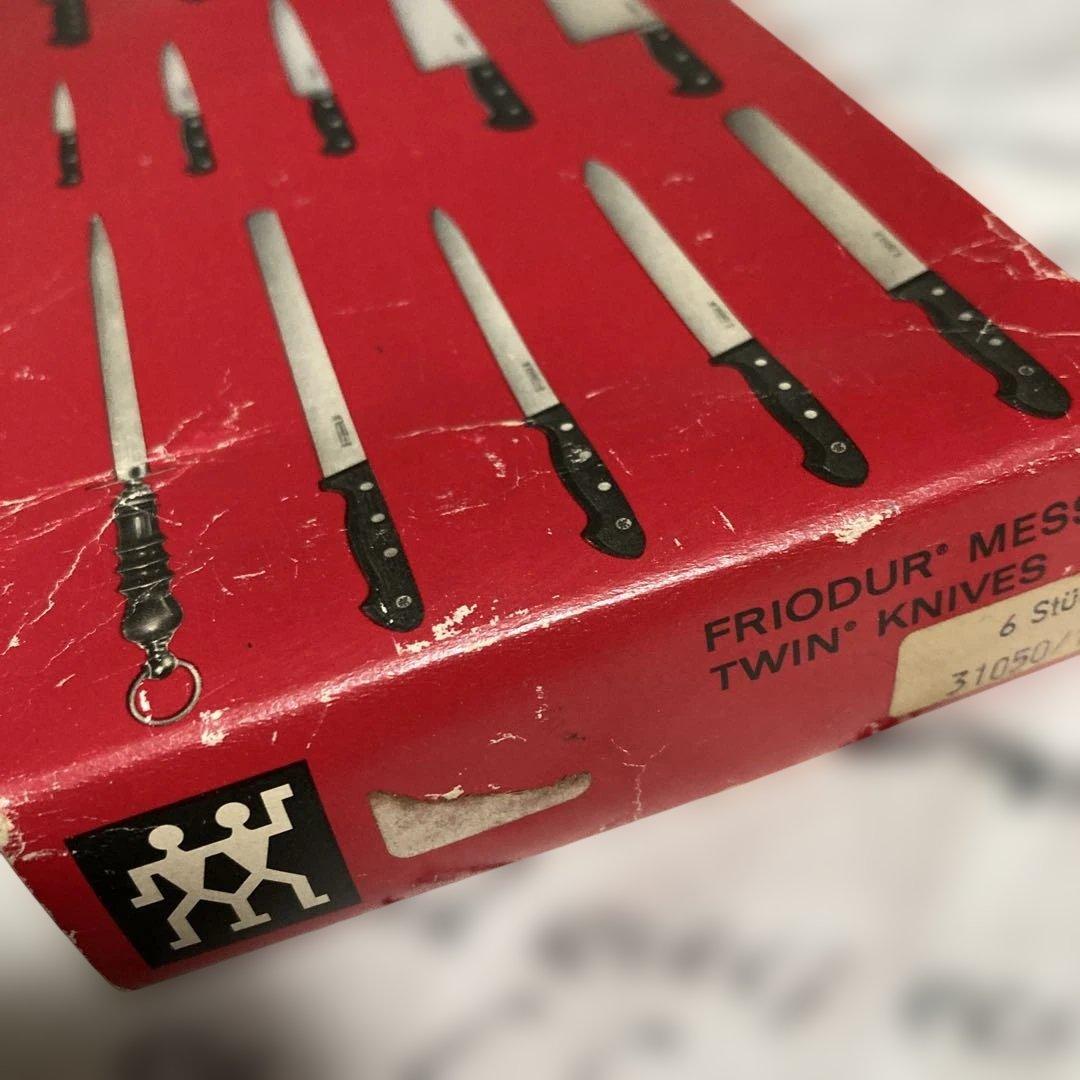 FRIODUR® MESS
TWIN® KNIVES
6 Stü
31050/